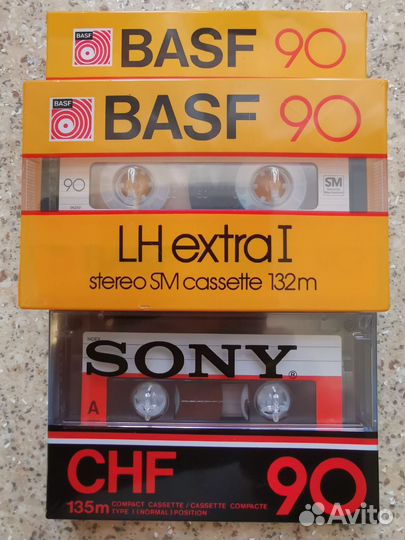 BASF BASF 90
BASF BASF 90
90
SM
LH extra I
stereo SM cassette 132m
SONY®
A
CHF 90
135m COMPACT CASSETTE / CASSETTE COMPACTE
TYPE I (NORMAL) POSITION
Avito